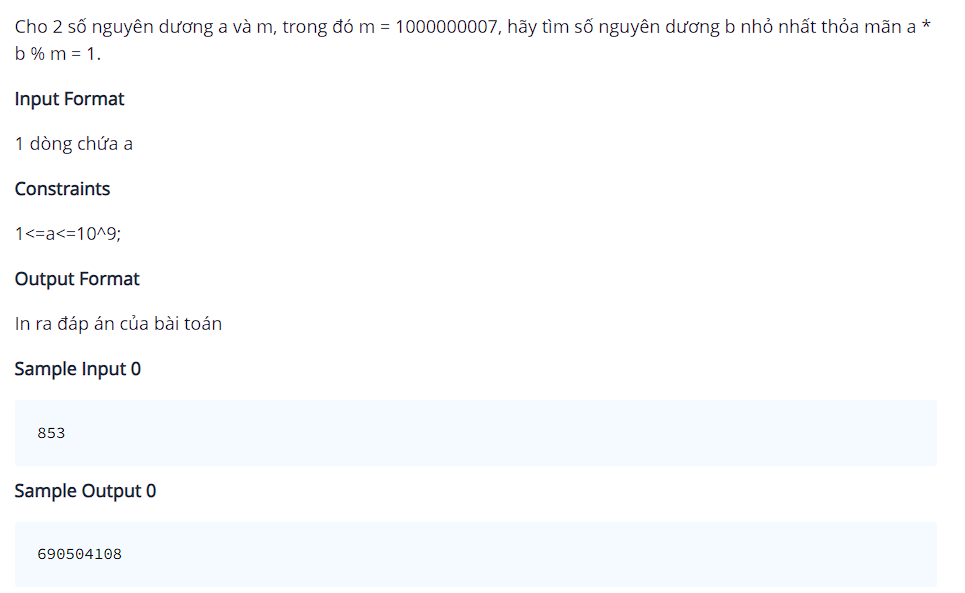 Cho 2 số nguyên dương a và m, trong đó m = 1000000007, hãy tìm số nguyên dương b nhỏ nhất thỏa mãn a *
b % m = 1.
Input Format
1 dòng chứa a
Constraints
1<=a<=10^9;
Output Format
In ra đáp án của bài toán
Sample Input 0
853
Sample Output 0
690504108